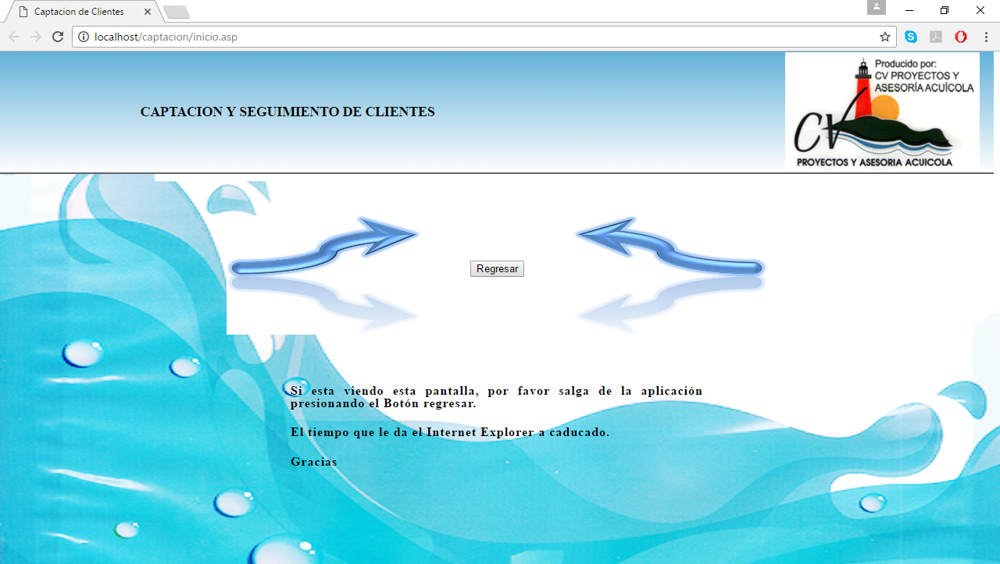 Captacion de Clientes
localhost/captacion/inicio.asp
Producido por:
CV PROYECTOS Y
ASESORÍA ACUÍCOLA
CAPTACION Y SEGUIMIENTO DE CLIENTES
CV
PROYECTOS Y ASESORIA ACUICOLA
Regresar
Si esta viendo esta pantalla, por favor salga de la aplicación
presionando el Botón regresar.
El tiempo que le da el Internet Explorer a caducado.
Gracias